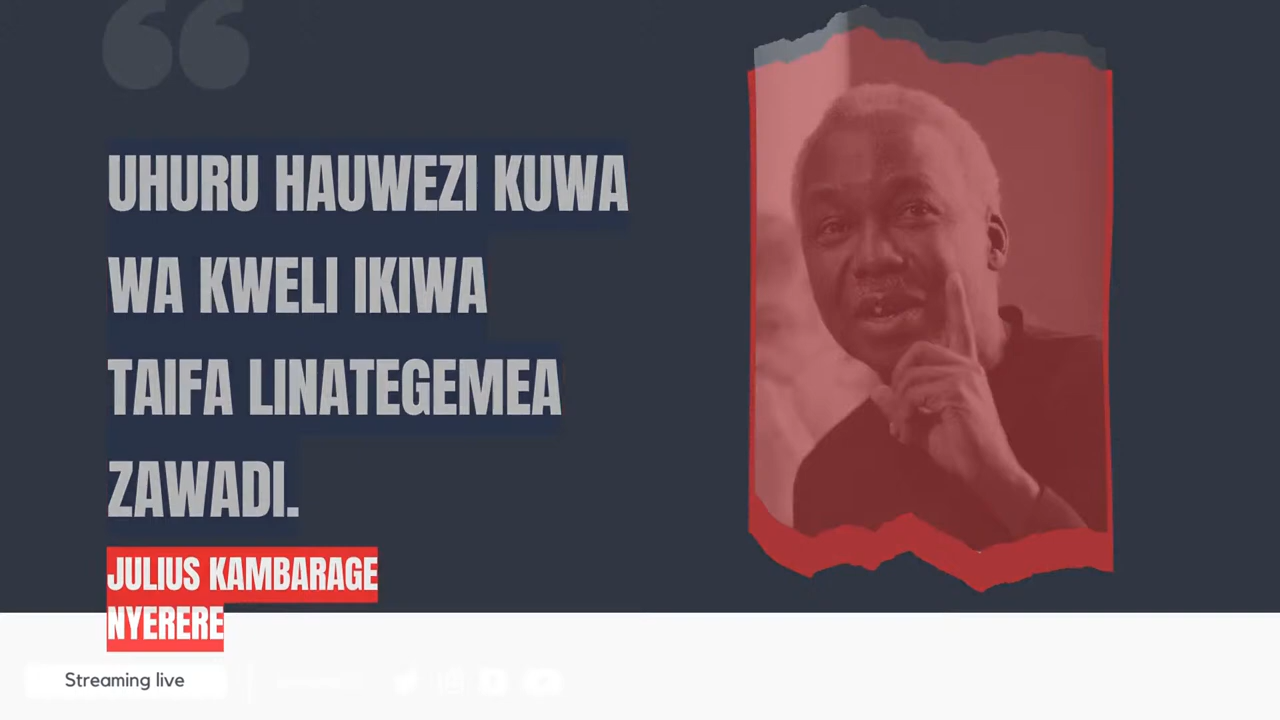 UHURU HAUWEZI KUWA
WA KWELI IKIWA
TAIFA LINATEGEMEA
ZAWADI.
JULIUS KAMBARAGE
NYERERE
Streaming live